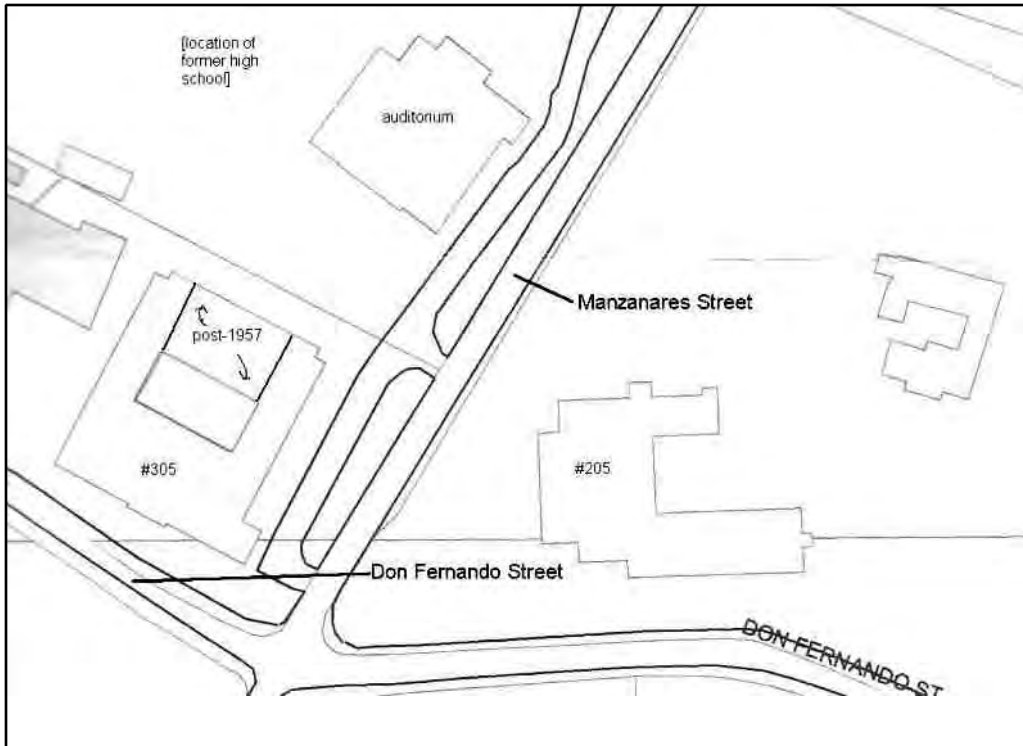 [location of
former high
school]
auditorium
Manzanares Street
post-1957
#305
#205
Don Fernando Street
DON FERNANDO ST